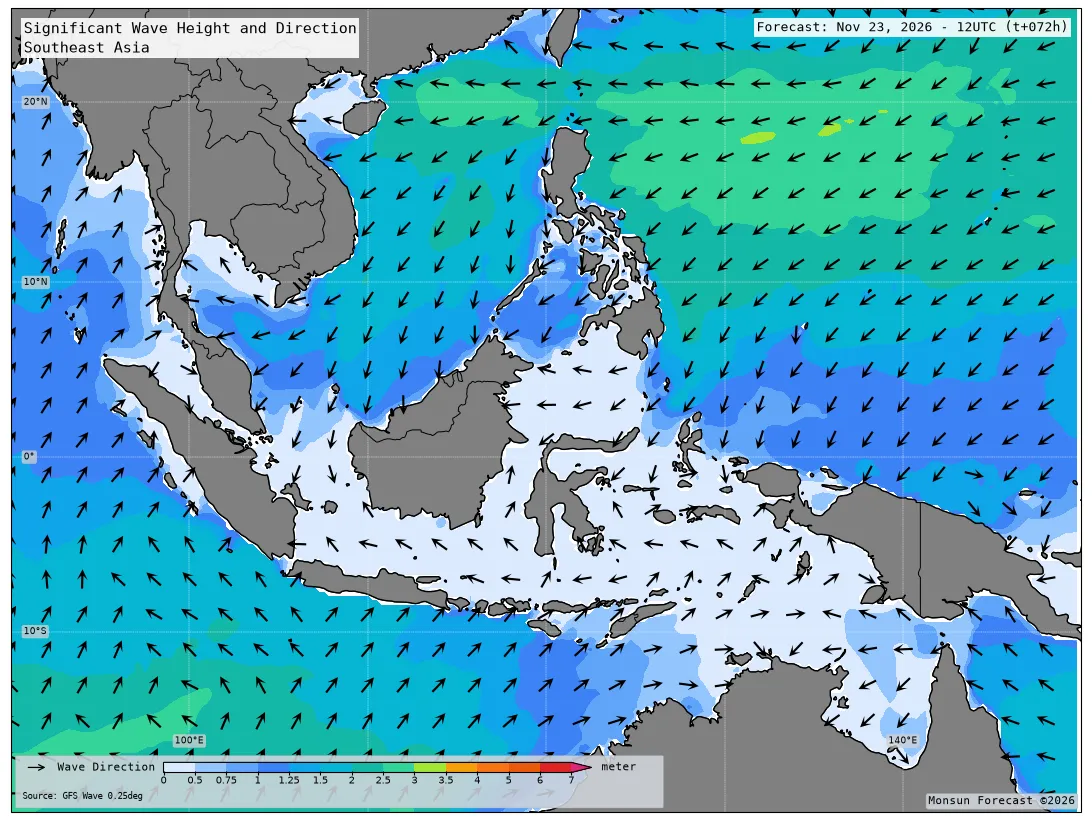 Significant Wave Height and Direction
Southeast Asia
Forecast: Nov 23, 2026 - 12UTC (t+072h)
20°N
10°N
0°
10°S
100°E
140°E
Wave Direction
meter
0 0.5 0.75 1 1.25 1.5 2 2.5 3 3.5 4 5 6 7
Source: GFS Wave 0.25deg
Monsun Forecast ©2026